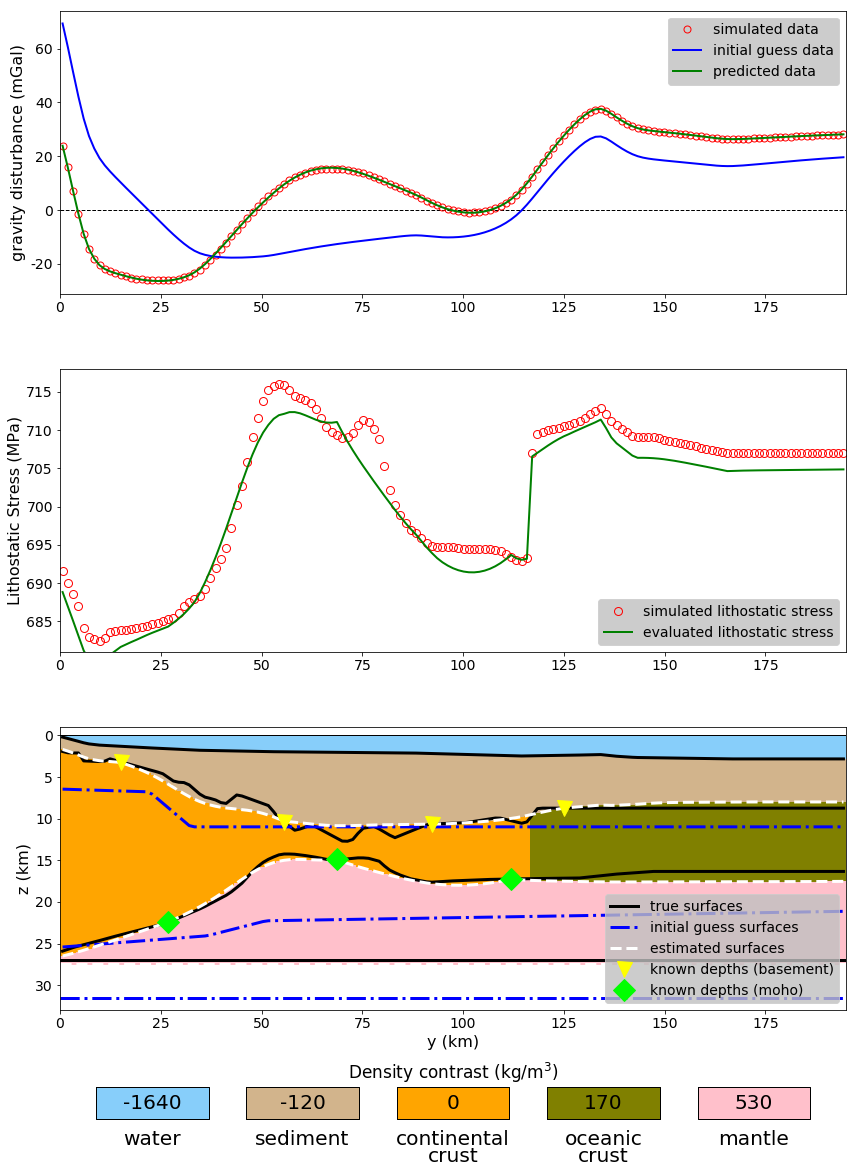 gravity disturbance (mGal)
60
40
20
0
-20
simulated data
initial guess data
predicted data
0 25 50 75 100 125 150 175
Lithostatic Stress (MPa)
715
710
705
700
695
690
685
simulated lithostatic stress
evaluated lithostatic stress
0 25 50 75 100 125 150 175
z (km)
0
5
10
15
20
25
30
true surfaces
initial guess surfaces
estimated surfaces
known depths (basement)
known depths (moho)
0 25 50 75 100 125 150 175
y (km)
Density contrast (kg/m³)
-1640 -120 0 170 530
water sediment continental oceanic mantle
crust crust